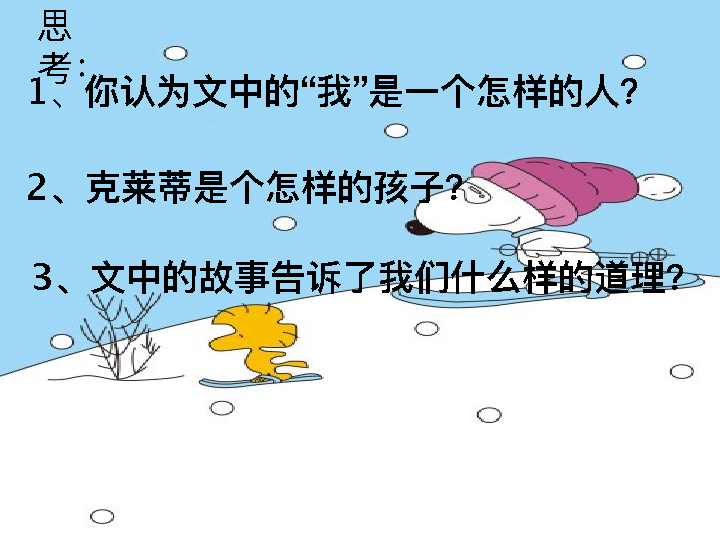 思
考：
1、你认为文中的“我”是一个怎样的人？
2、克莱蒂是个怎样的孩子？
3、文中的故事告诉了我们什么样的道理？